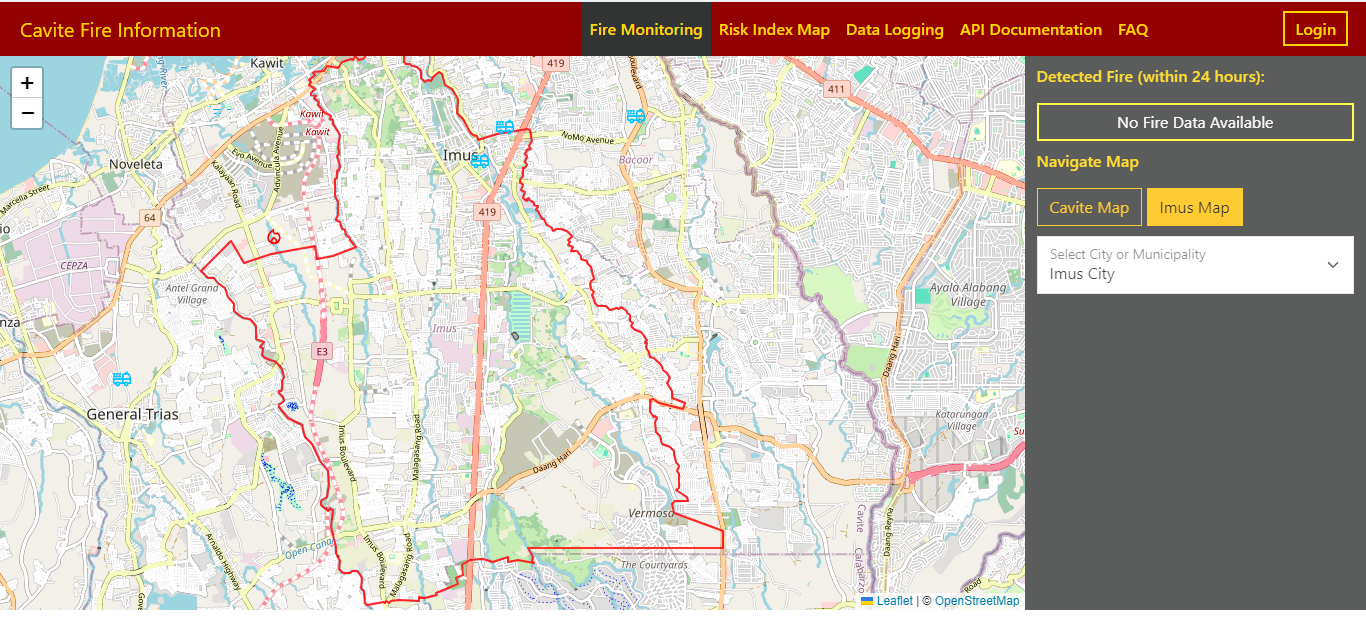 Cavite Fire Information
Fire Monitoring
Risk Index Map
Data Logging
API Documentation
FAQ
Login
+
−
Kawit
419
411
Kawit
Kawit
NoMo Avenue
Imus
Bacoor
Evo Avenue
Advincula Avenue
Kalayaan Road
Noveleta
Marcella Street
64
419
CEPZA
Antel Grand
Village
Ayala Alabang
Village
Imus
E3
Daang Hari
General Trias
Katarungan
Village
Imus Boulevard
Malagasang Road
Daang Hari
Vermosa
Cavite
Daang Reyna
Open Canal
Arnaldo Highway
Imus Boulevard
Malagasang Road
The Courtyards
Road
Leaflet | © OpenStreetMap
Detected Fire (within 24 hours):
No Fire Data Available
Navigate Map
Cavite Map
Imus Map
Select City or Municipality
Imus City